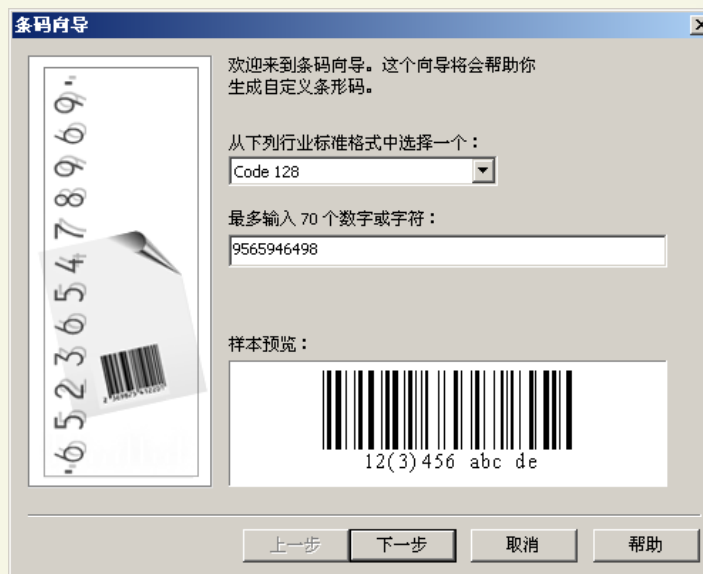 条码向导
欢迎来到条码向导。这个向导将会帮助你
生成自定义条形码。
从下列行业标准格式中选择一个：
Code 128
最多输入 70 个数字或字符：
9565946498
样本预览：
12(3)456 abc de
上一步
下一步
取消
帮助